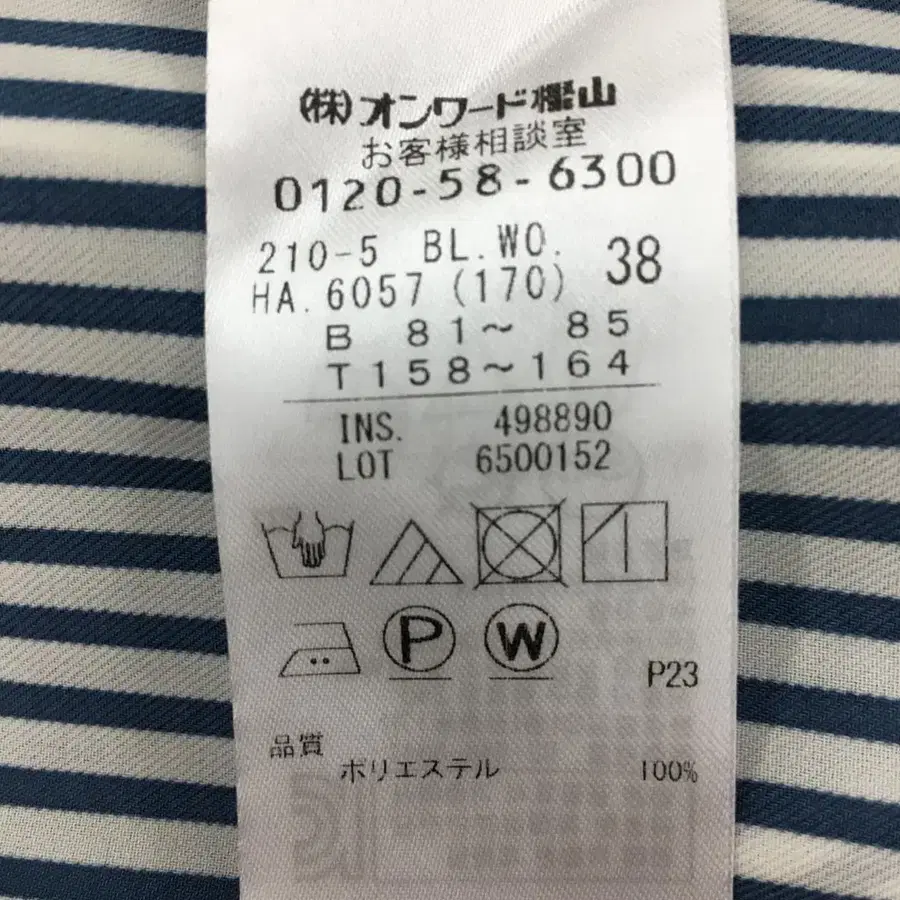 (株)オンワード樫山
お客様相談室
0120-58-6300
210-5 BL.WO. 38
HA.6057 (170)
B 81〜 85
T158〜164
INS. 498890
LOT 6500152
P
W
P23
品質
ポリエステル 100%